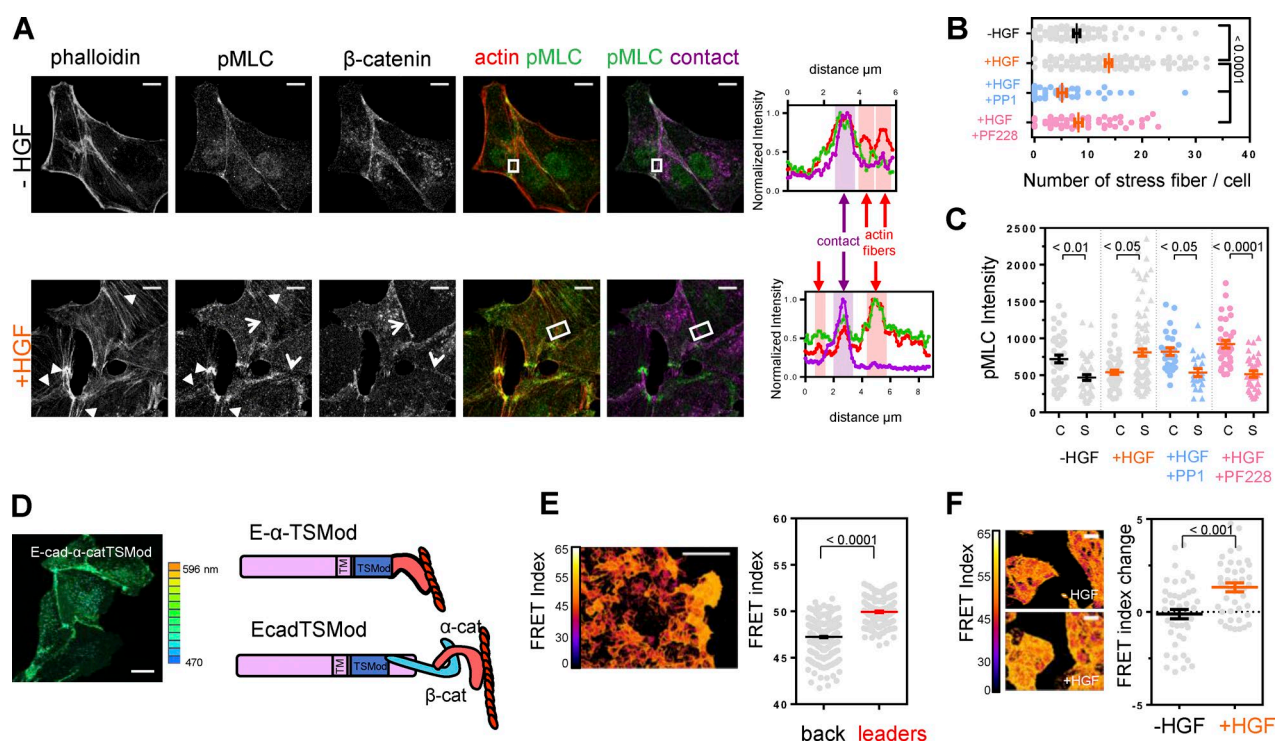 A
phalloidin
pMLC
β-catenin
actin pMLC
pMLC contact
- HGF
+HGF
distance µm
0 2 4 6
Normalized Intensity
1.0
0.5
0.0
contact
actin
fibers
Normalized Intensity
1.0
0.5
0.0
0 2 4 6 8
distance µm
B
-HGF
+HGF
+HGF
+PP1
+HGF
+PF228
< 0.0001
0 10 20 30 40
Number of stress fiber / cell
C
pMLC Intensity
2500
2000
1500
1000
500
0
< 0.01
< 0.05
< 0.05
< 0.0001
C S C S C S C S
-HGF
+HGF
+HGF
+PP1
+HGF
+PF228
D
E-cad-α-catTSMod
596 nm
470
E-α-TSMod
TM
TSMod
EcadTSMod
α-cat
TM
TSMod
β-cat
E
FRET Index
65
55
45
30
0
FRET index
60
55
50
45
40
< 0.0001
back
leaders
F
FRET Index
65
55
45
30
0
HGF
+HGF
FRET index change
5
0
-5
< 0.001
-HGF
+HGF